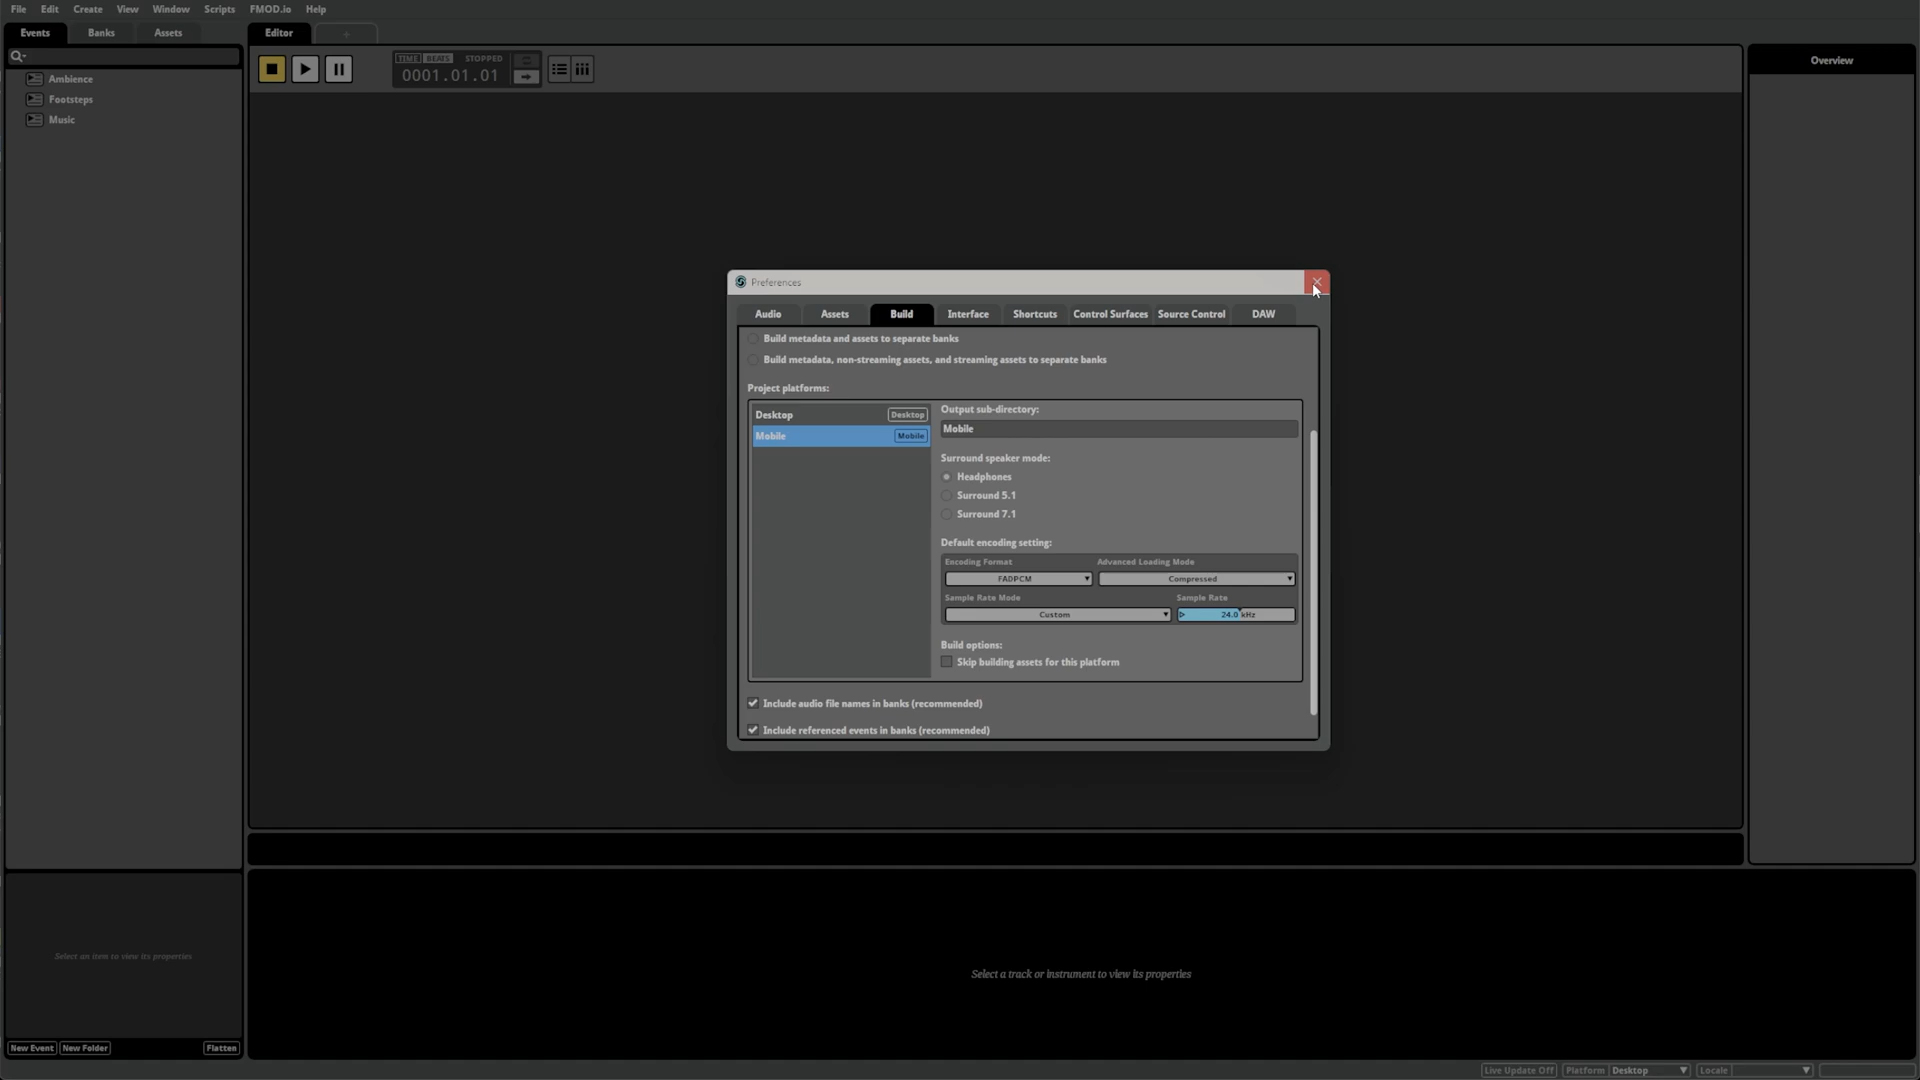 File Edit Create View Window Scripts FMOD.io Help
Events Banks Assets Editor +
Ambience
Footsteps
Music
TIME BEATS STOPPED
0001.01.01
Overview
Preferences
Audio Assets Build Interface Shortcuts Control Surfaces Source Control DAW
Build metadata and assets to separate banks
Build metadata, non-streaming assets, and streaming assets to separate banks
Project platforms:
Desktop Desktop
Mobile Mobile
Output sub-directory:
Mobile
Surround speaker mode:
Headphones
Surround 5.1
Surround 7.1
Default encoding setting:
Encoding Format Advanced Loading Mode
FADPCM Compressed
Sample Rate Mode Sample Rate
Custom 24.0 kHz
Build options:
Skip building assets for this platform
Include audio file names in banks (recommended)
Include referenced events in banks (recommended)
Select an item to view its properties
Select a track or instrument to view its properties
New Event New Folder Flatten
Live Update Off Platform Desktop Locale